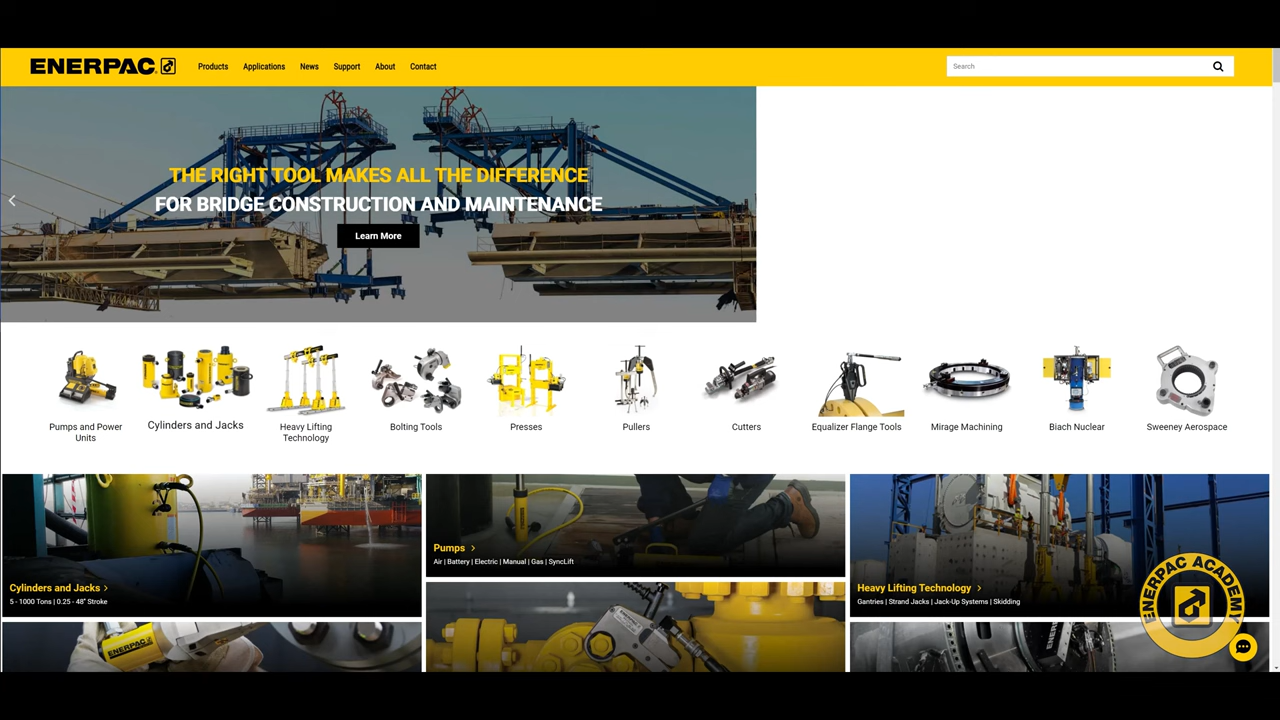 ENERPAC
Products Applications News Support About Contact
Search
THE RIGHT TOOL MAKES ALL THE DIFFERENCE
FOR BRIDGE CONSTRUCTION AND MAINTENANCE
Learn More
Pumps and Power
Units
Cylinders and Jacks
Heavy Lifting
Technology
Bolting Tools
Presses
Pullers
Cutters
Equalizer Flange Tools
Mirage Machining
Biach Nuclear
Sweeney Aerospace
Cylinders and Jacks
5 - 1000 Tons | 0.25 - 48" Stroke
Pumps
Air | Battery | Electric | Manual | Gas | SyncLift
Heavy Lifting Technology
Gantries | Strand Jacks | Jack-Up Systems | Skidding
ENERPAC
ENERPAC ACADEMY